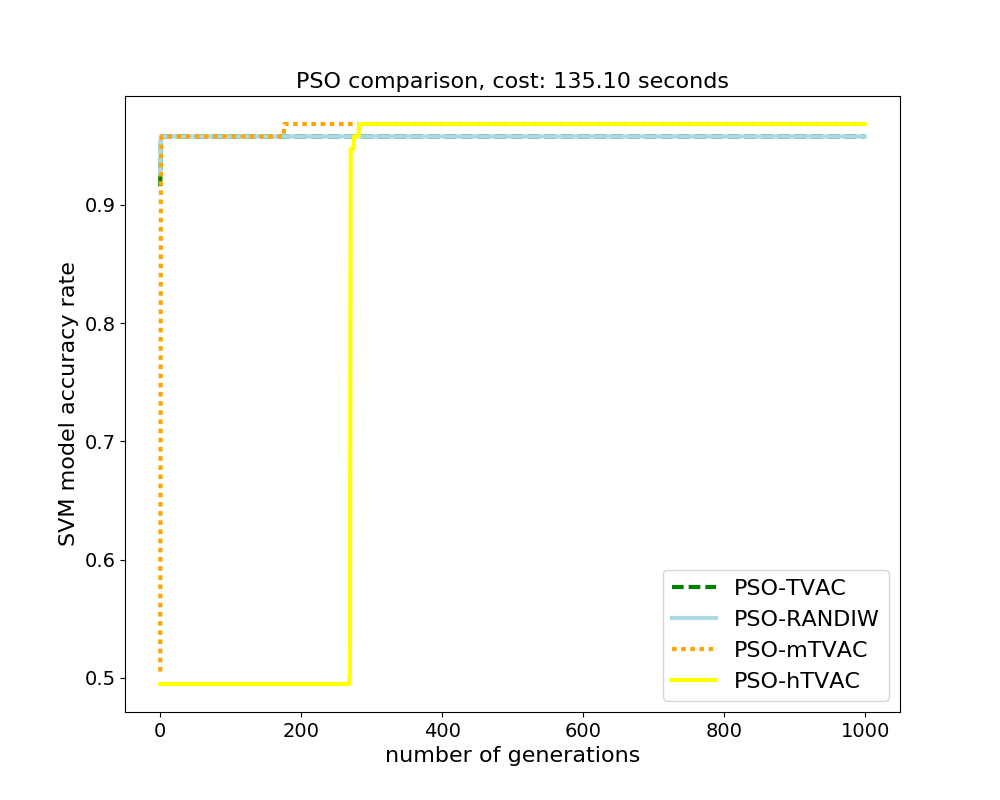 PSO comparison, cost: 135.10 seconds
SVM model accuracy rate
0.9
0.8
0.7
0.6
0.5
0 200 400 600 800 1000
number of generations
PSO-TVAC
PSO-RANDIW
PSO-mTVAC
PSO-hTVAC